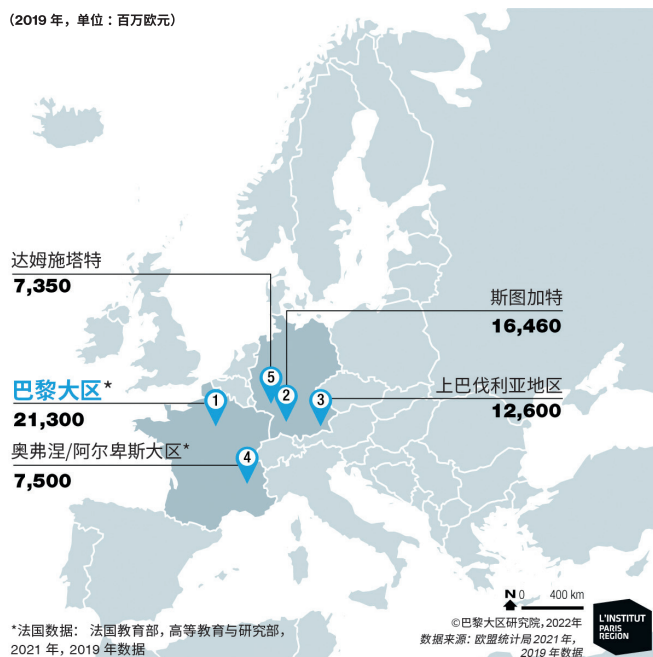 （2019 年，单位：百万欧元）
达姆施塔特
7,350
斯图加特
16,460
巴黎大区*
21,300
上巴伐利亚地区
12,600
奥弗涅/阿尔卑斯大区*
7,500
5
2
1
3
4
N 0 400 km
©巴黎大区研究院,2022年
数据来源：欧盟统计局2021年，
2019 年数据
L'INSTITUT
PARIS
REGION
*法国数据： 法国教育部，高等教育与研究部，
2021 年，2019 年数据